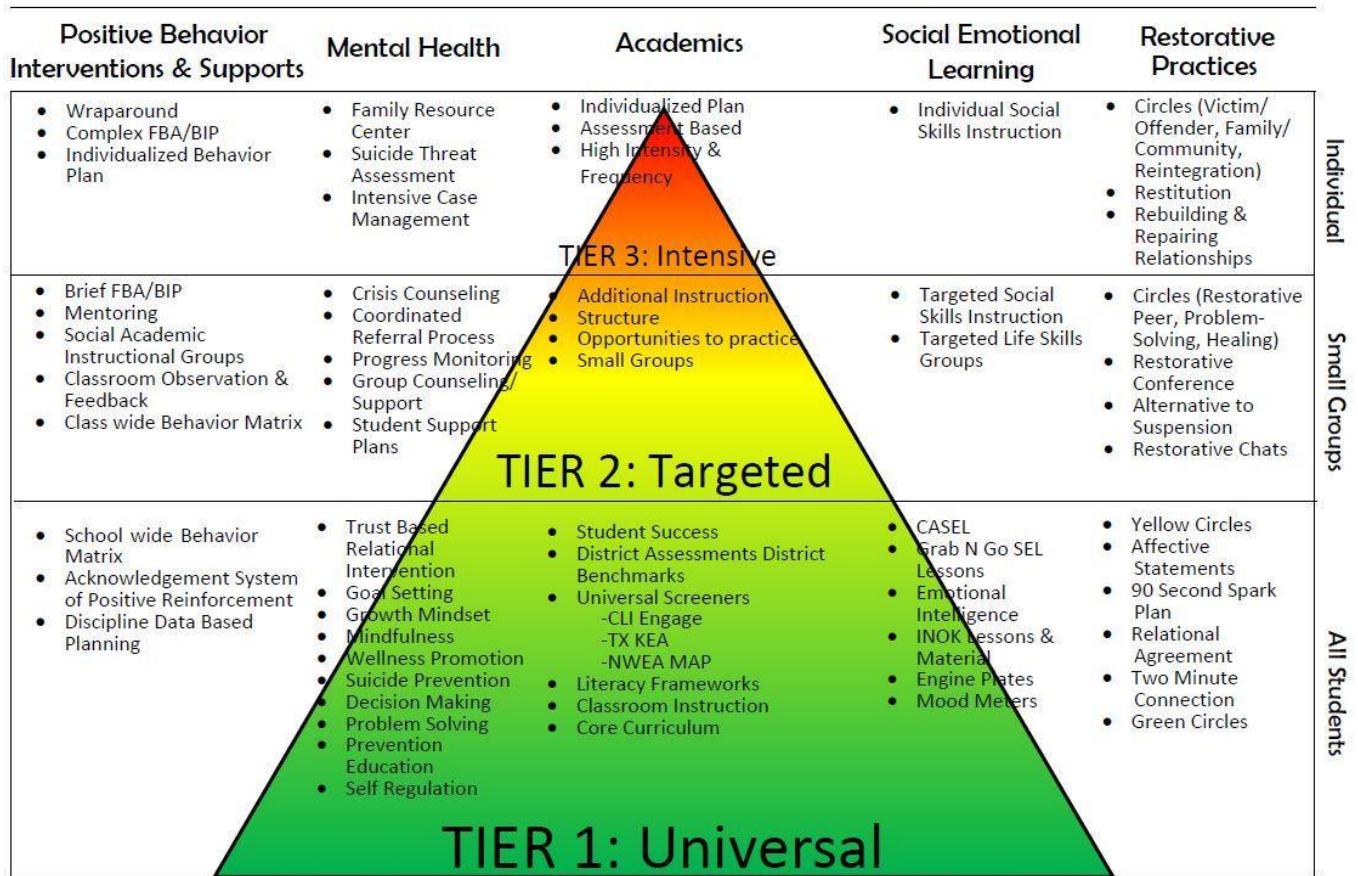 Positive Behavior
Interventions & Supports
Mental Health
Academics
Social Emotional
Learning
Restorative
Practices
• Wraparound
• Complex FBA/BIP
• Individualized Behavior
Plan
• Family Resource
Center
• Suicide Threat
Assessment
• Intensive Case
Management
• Individualized Plan
• Assessment Based
• High Intensity &
Frequency
• Individual Social
Skills Instruction
• Circles (Victim/
Offender, Family/
Community,
Reintegration)
• Restitution
• Rebuilding &
Repairing
Relationships
Individual
TIER 3: Intensive
• Brief FBA/BIP
• Mentoring
• Social Academic
Instructional Groups
• Classroom Observation &
Feedback
• Class wide Behavior Matrix
• Crisis Counseling
• Coordinated
Referral Process
• Progress Monitoring
• Group Counseling/
Support
• Student Support
Plans
• Additional Instruction
• Structure
• Opportunities to practice
• Small Groups
• Targeted Social
Skills Instruction
• Targeted Life Skills
Groups
• Circles (Restorative
Peer, Problem-
Solving, Healing)
• Restorative
Conference
• Alternative to
Suspension
• Restorative Chats
Small Groups
TIER 2: Targeted
• School wide Behavior
Matrix
• Acknowledgement System
of Positive Reinforcement
• Discipline Data Based
Planning
• Trust Based
Relational
Intervention
• Goal Setting
• Growth Mindset
• Mindfulness
• Wellness Promotion
• Suicide Prevention
• Decision Making
• Problem Solving
• Prevention
Education
• Self Regulation
• Student Success
• District Assessments District
Benchmarks
• Universal Screeners
-CLI Engage
-TX KEA
-NWEA MAP
• Literacy Frameworks
• Classroom Instruction
• Core Curriculum
• CASEL
• Grab N Go SEL
Lessons
• Emotional
Intelligence
• INOK Lessons &
Material
• Engine Plates
• Mood Meters
• Yellow Circles
• Affective
Statements
• 90 Second Spark
Plan
• Relational
Agreement
• Two Minute
Connection
• Green Circles
All Students
TIER 1: Universal